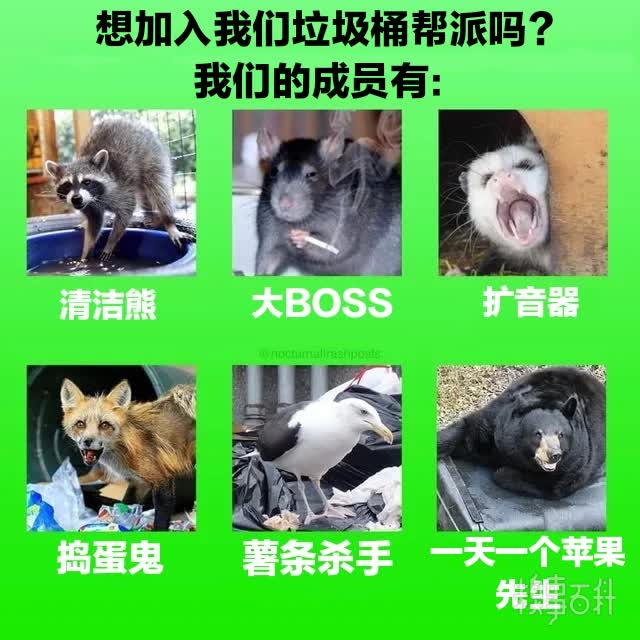 想加入我们垃圾桶帮派吗?
我们的成员有:
清洁熊
大BOSS
扩音器
@nocturnaltrashposts
捣蛋鬼
薯条杀手
一天一个苹果
先生